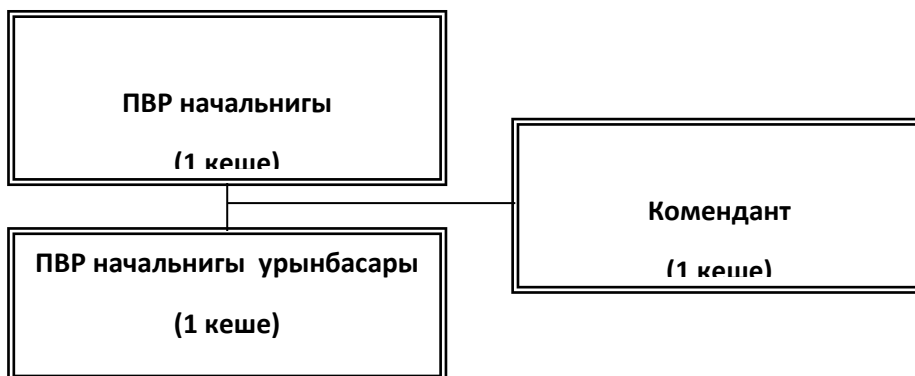 ПВР начальнигы
(1 кеше)
Комендант
(1 кеше)
ПВР начальнигы урынбасары
(1 кеше)